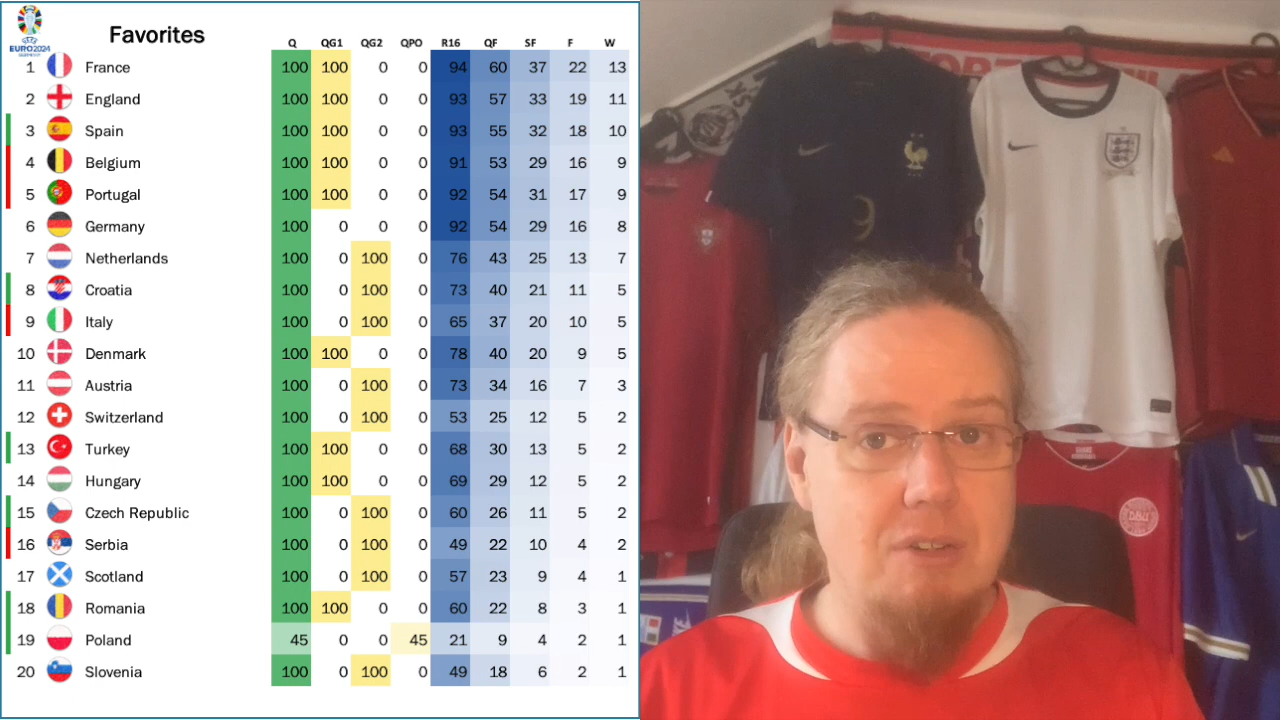 UEFA
EURO2024
GERMANY
Favorites
Q QG1 QG2 QPO R16 QF SF F W
1 France 100 100 0 0 94 60 37 22 13
2 England 100 100 0 0 93 57 33 19 11
3 Spain 100 100 0 0 93 55 32 18 10
4 Belgium 100 100 0 0 91 53 29 16 9
5 Portugal 100 100 0 0 92 54 31 17 9
6 Germany 100 0 0 0 92 54 29 16 8
7 Netherlands 100 0 100 0 76 43 25 13 7
8 Croatia 100 0 100 0 73 40 21 11 5
9 Italy 100 0 100 0 65 37 20 10 5
10 Denmark 100 100 0 0 78 40 20 9 5
11 Austria 100 0 100 0 73 34 16 7 3
12 Switzerland 100 0 100 0 53 25 12 5 2
13 Turkey 100 100 0 0 68 30 13 5 2
14 Hungary 100 100 0 0 69 29 12 5 2
15 Czech Republic 100 0 100 0 60 26 11 5 2
16 Serbia 100 0 100 0 49 22 10 4 2
17 Scotland 100 0 100 0 57 23 9 4 1
18 Romania 100 100 0 0 60 22 8 3 1
19 Poland 45 0 0 45 21 9 4 2 1
20 Slovenia 100 0 100 0 49 18 6 2 1
9
DBU